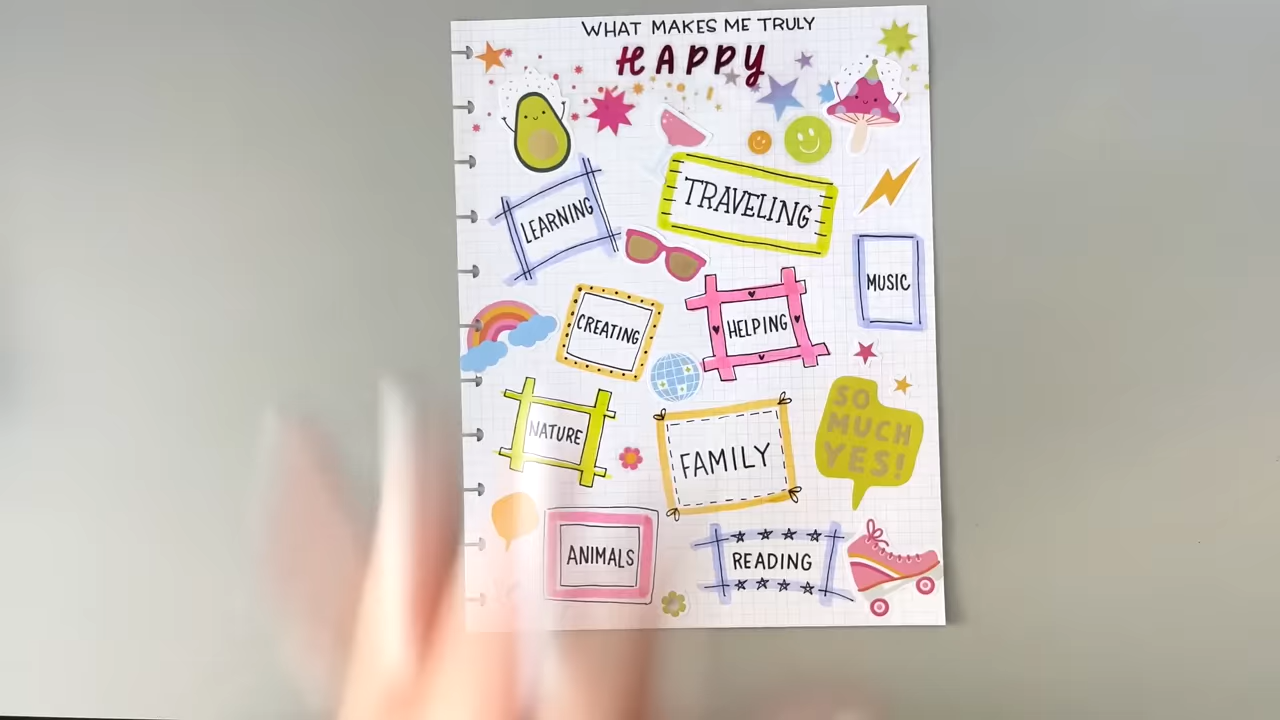 WHAT MAKES ME TRULY
HAPPY
LEARNING
TRAVELING
MUSIC
CREATING
HELPING
NATURE
FAMILY
SO
MUCH
YES!
ANIMALS
READING